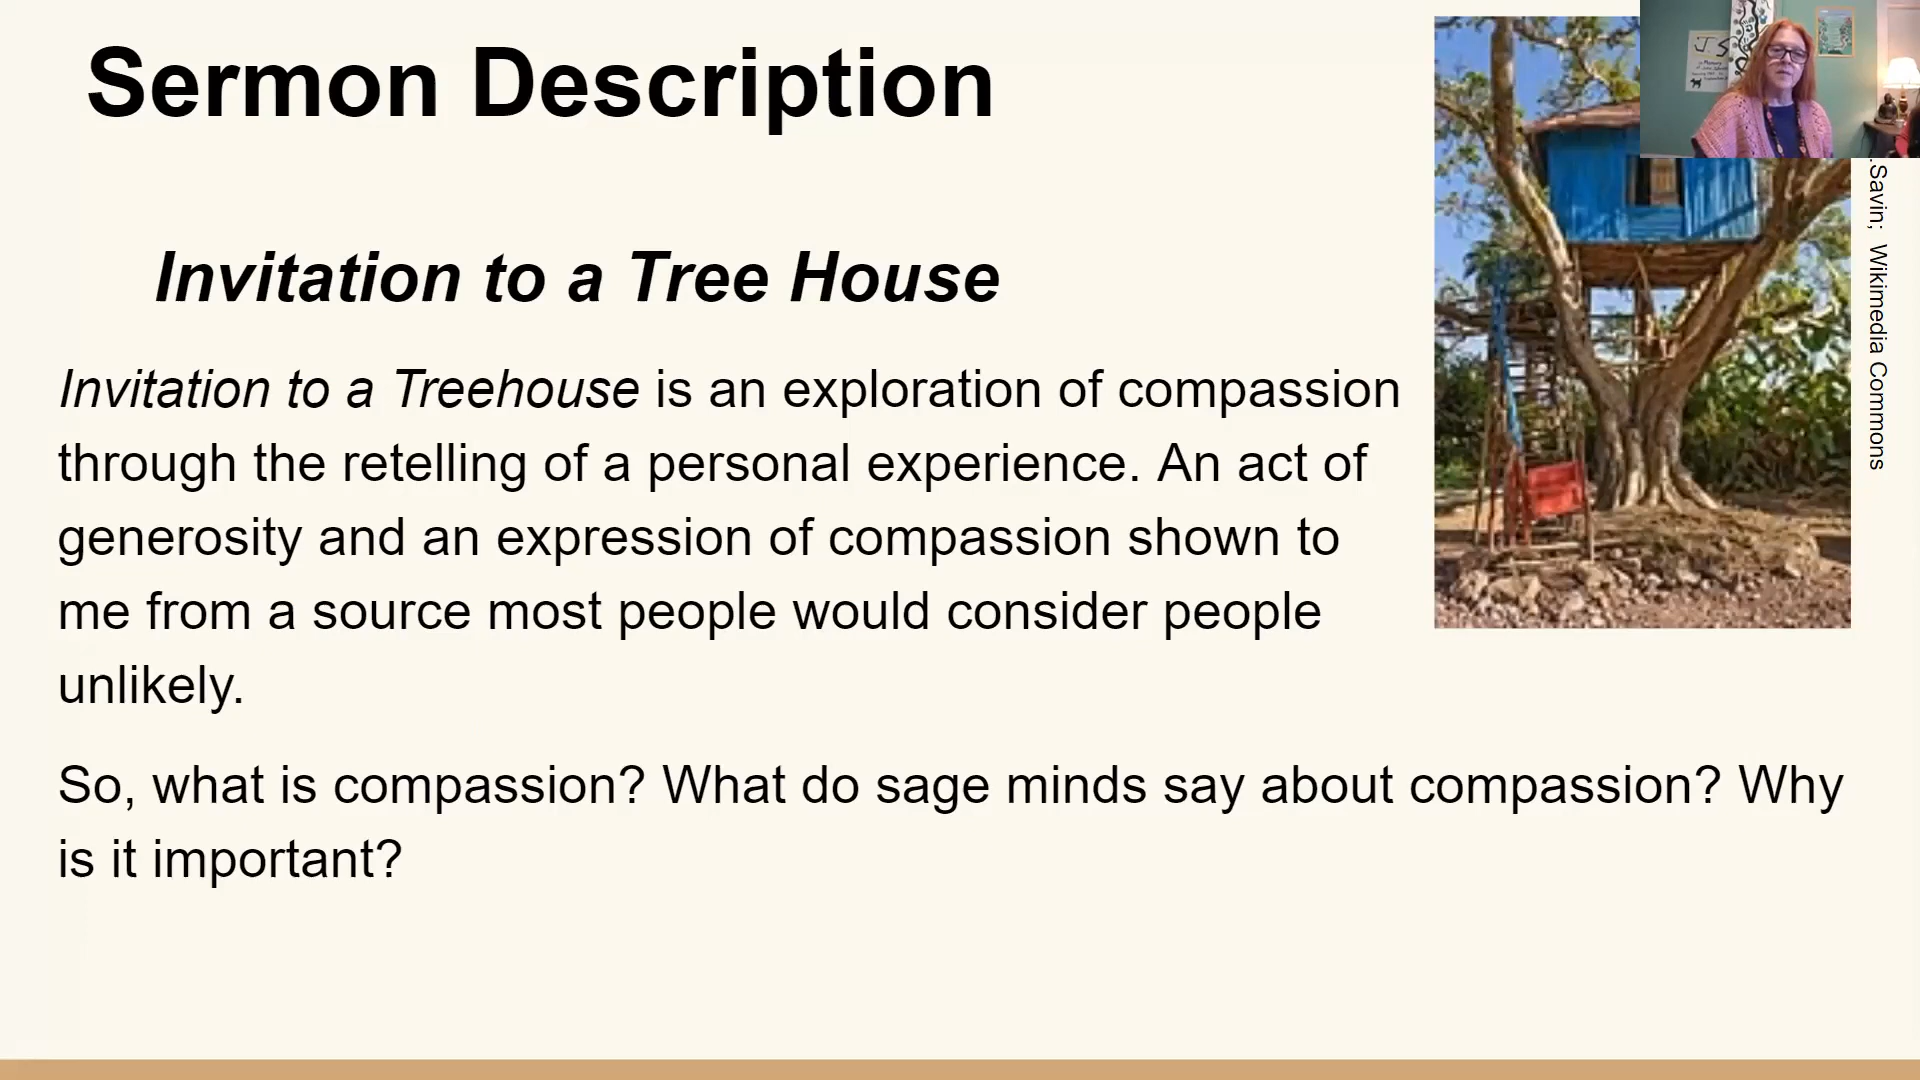 Sermon Description
Invitation to a Tree House
Invitation to a Treehouse is an exploration of compassion
through the retelling of a personal experience. An act of
generosity and an expression of compassion shown to
me from a source most people would consider people
unlikely.
So, what is compassion? What do sage minds say about compassion? Why
is it important?
.Savin; Wikimedia Commons
J.S